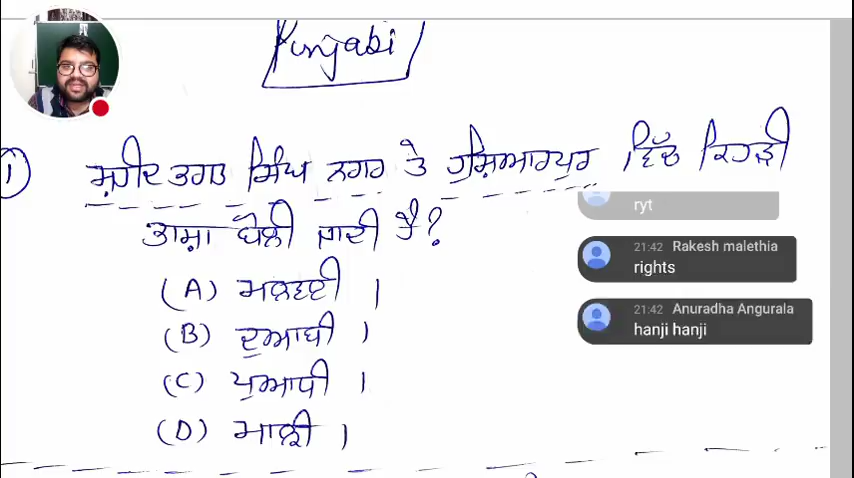 Punjabi
① ਸ਼ਹੀਦ ਭਗਤ ਸਿੰਘ ਨਗਰ ਤੇ ਹੁਸ਼ਿਆਰਪੁਰ ਵਿੱਚ ਕਿਹੜੀ
ਭਾਸ਼ਾ ਬੋਲੀ ਜਾਂਦੀ ਹੈ?
(A) ਮਲਵਈ ।
(B) ਦੁਆਬੀ ।
(C) ਪੁਆਧੀ ।
(D) ਮਾਝੀ ।
ryt
21:42 Rakesh malethia
rights
21:42 Anuradha Angurala
hanji hanji